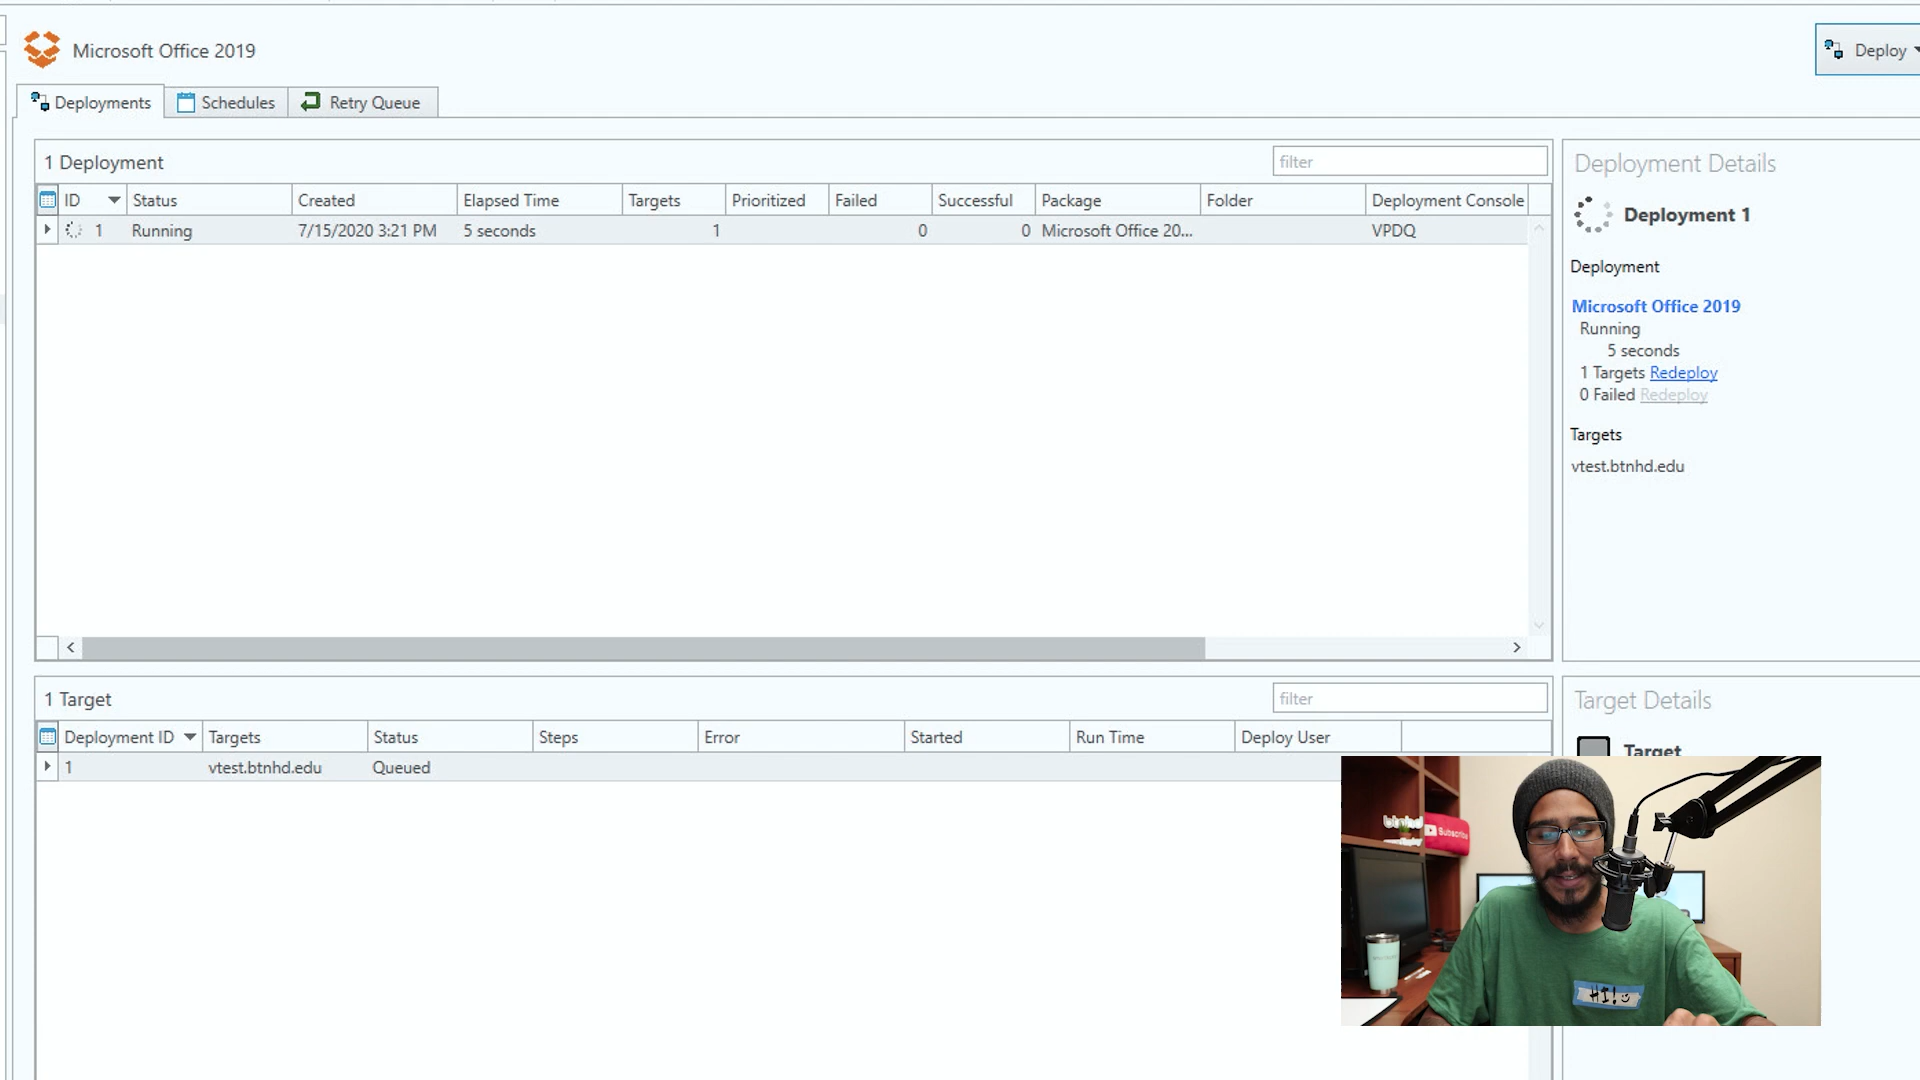 Microsoft Office 2019
Deploy
Deployments Schedules Retry Queue
1 Deployment filter
ID Status Created Elapsed Time Targets Prioritized Failed Successful Package Folder Deployment Console
1 Running 7/15/2020 3:21 PM 5 seconds 1 0 0 Microsoft Office 20... VPDQ
Deployment Details
Deployment 1
Deployment
Microsoft Office 2019
Running
5 seconds
1 Targets Redeploy
0 Failed Redeploy
Targets
vtest.btnhd.edu
1 Target filter
Deployment ID Targets Status Steps Error Started Run Time Deploy User
1 vtest.btnhd.edu Queued
Target Details
Target
btnhd
Subscribe
HI!